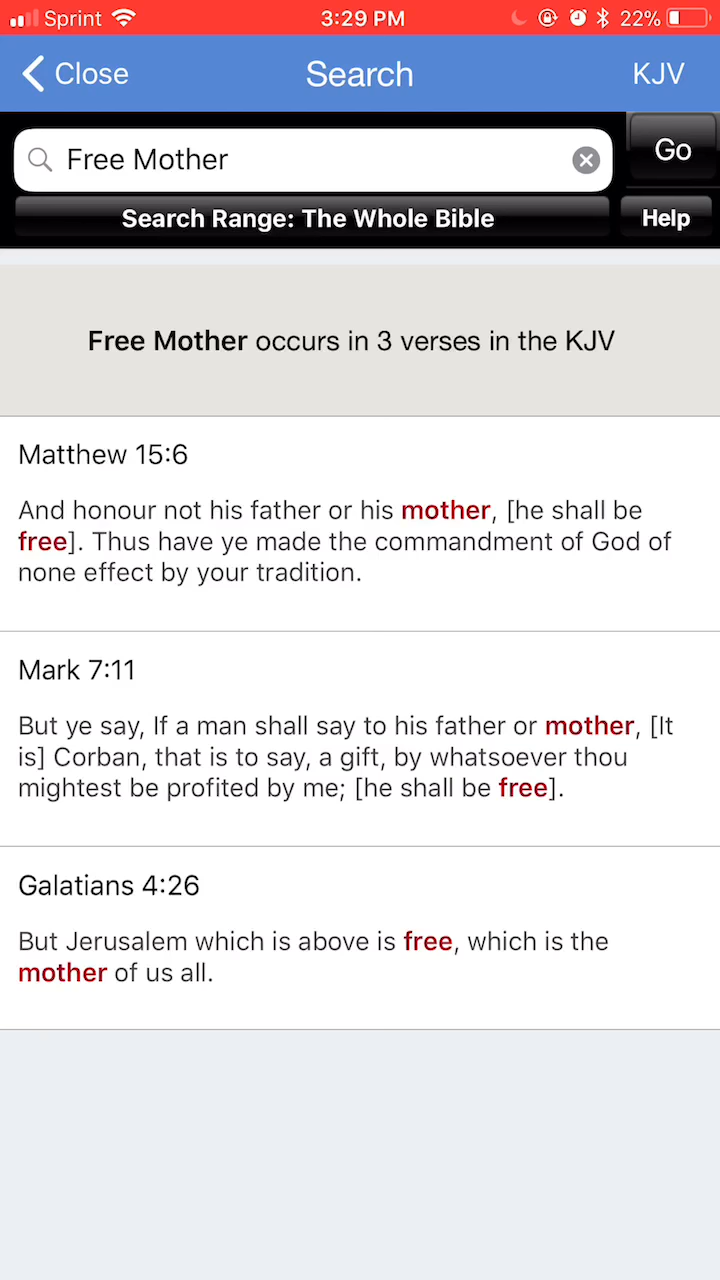 Sprint 3:29 PM 22%
Close Search KJV
Free Mother Go
Search Range: The Whole Bible Help
Free Mother occurs in 3 verses in the KJV
Matthew 15:6
And honour not his father or his mother, [he shall be
free]. Thus have ye made the commandment of God of
none effect by your tradition.
Mark 7:11
But ye say, If a man shall say to his father or mother, [It
is] Corban, that is to say, a gift, by whatsoever thou
mightest be profited by me; [he shall be free].
Galatians 4:26
But Jerusalem which is above is free, which is the
mother of us all.